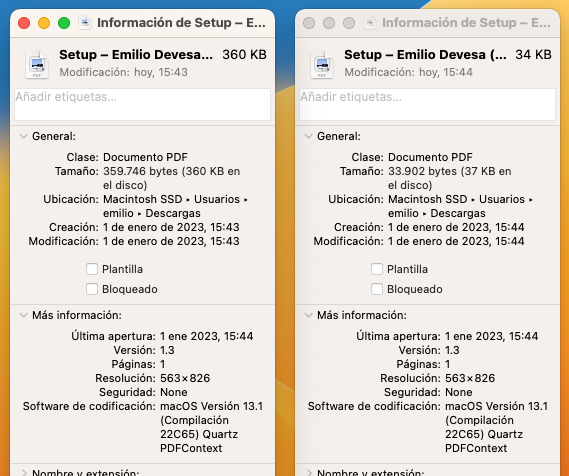 Información de Setup – E...
Setup – Emilio Devesa... 360 KB
Modificación: hoy, 15:43
Añadir etiquetas...
General:
Clase: Documento PDF
Tamaño: 359.746 bytes (360 KB en
el disco)
Ubicación: Macintosh SSD ▸ Usuarios ▸
emilio ▸ Descargas
Creación: 1 de enero de 2023, 15:43
Modificación: 1 de enero de 2023, 15:43
Plantilla
Bloqueado
Más información:
Última apertura: 1 ene 2023, 15:44
Versión: 1.3
Páginas: 1
Resolución: 563×826
Seguridad: None
Software de codificación: macOS Versión 13.1
(Compilación
22C65) Quartz
PDFContext
Nombre y extensión:
Información de Setup – E...
Setup – Emilio Devesa (... 34 KB
Modificación: hoy, 15:44
Añadir etiquetas...
General:
Clase: Documento PDF
Tamaño: 33.902 bytes (37 KB en
el disco)
Ubicación: Macintosh SSD ▸ Usuarios ▸
emilio ▸ Descargas
Creación: 1 de enero de 2023, 15:44
Modificación: 1 de enero de 2023, 15:44
Plantilla
Bloqueado
Más información:
Última apertura: 1 ene 2023, 15:44
Versión: 1.3
Páginas: 1
Resolución: 563×826
Seguridad: None
Software de codificación: macOS Versión 13.1
(Compilación
22C65) Quartz
PDFContext
Nombre y extensión: